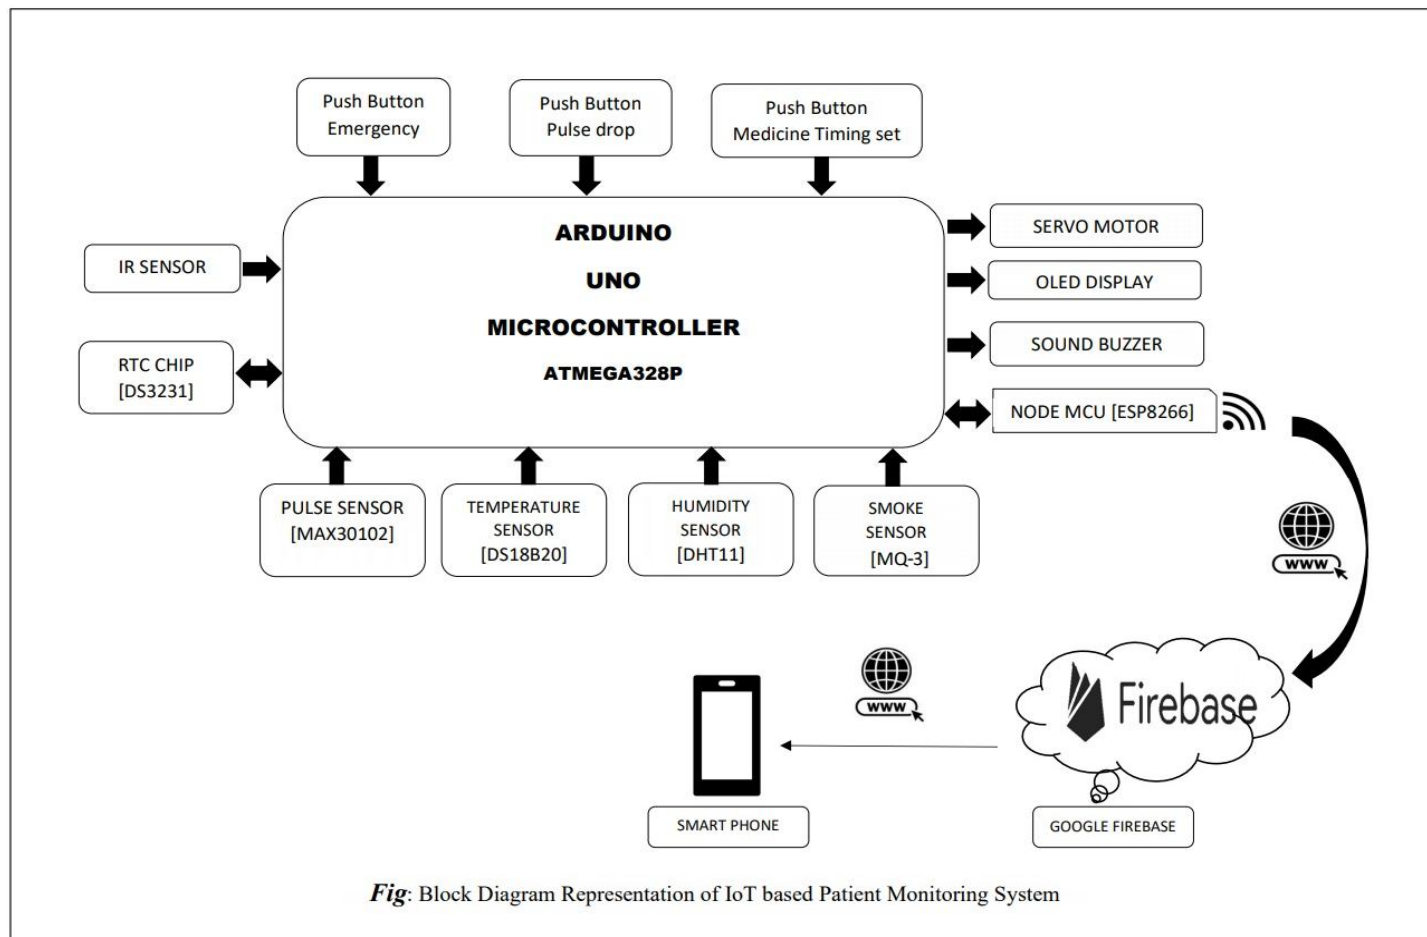 Push Button
Emergency
Push Button
Pulse drop
Push Button
Medicine Timing set
ARDUINO
UNO
MICROCONTROLLER
ATMEGA328P
IR SENSOR
RTC CHIP
[DS3231]
SERVO MOTOR
OLED DISPLAY
SOUND BUZZER
NODE MCU [ESP8266]
PULSE SENSOR
[MAX30102]
TEMPERATURE
SENSOR
[DS18B20]
HUMIDITY
SENSOR
[DHT11]
SMOKE
SENSOR
[MQ-3]
WWW
WWW
Firebase
SMART PHONE
GOOGLE FIREBASE
Fig: Block Diagram Representation of IoT based Patient Monitoring System